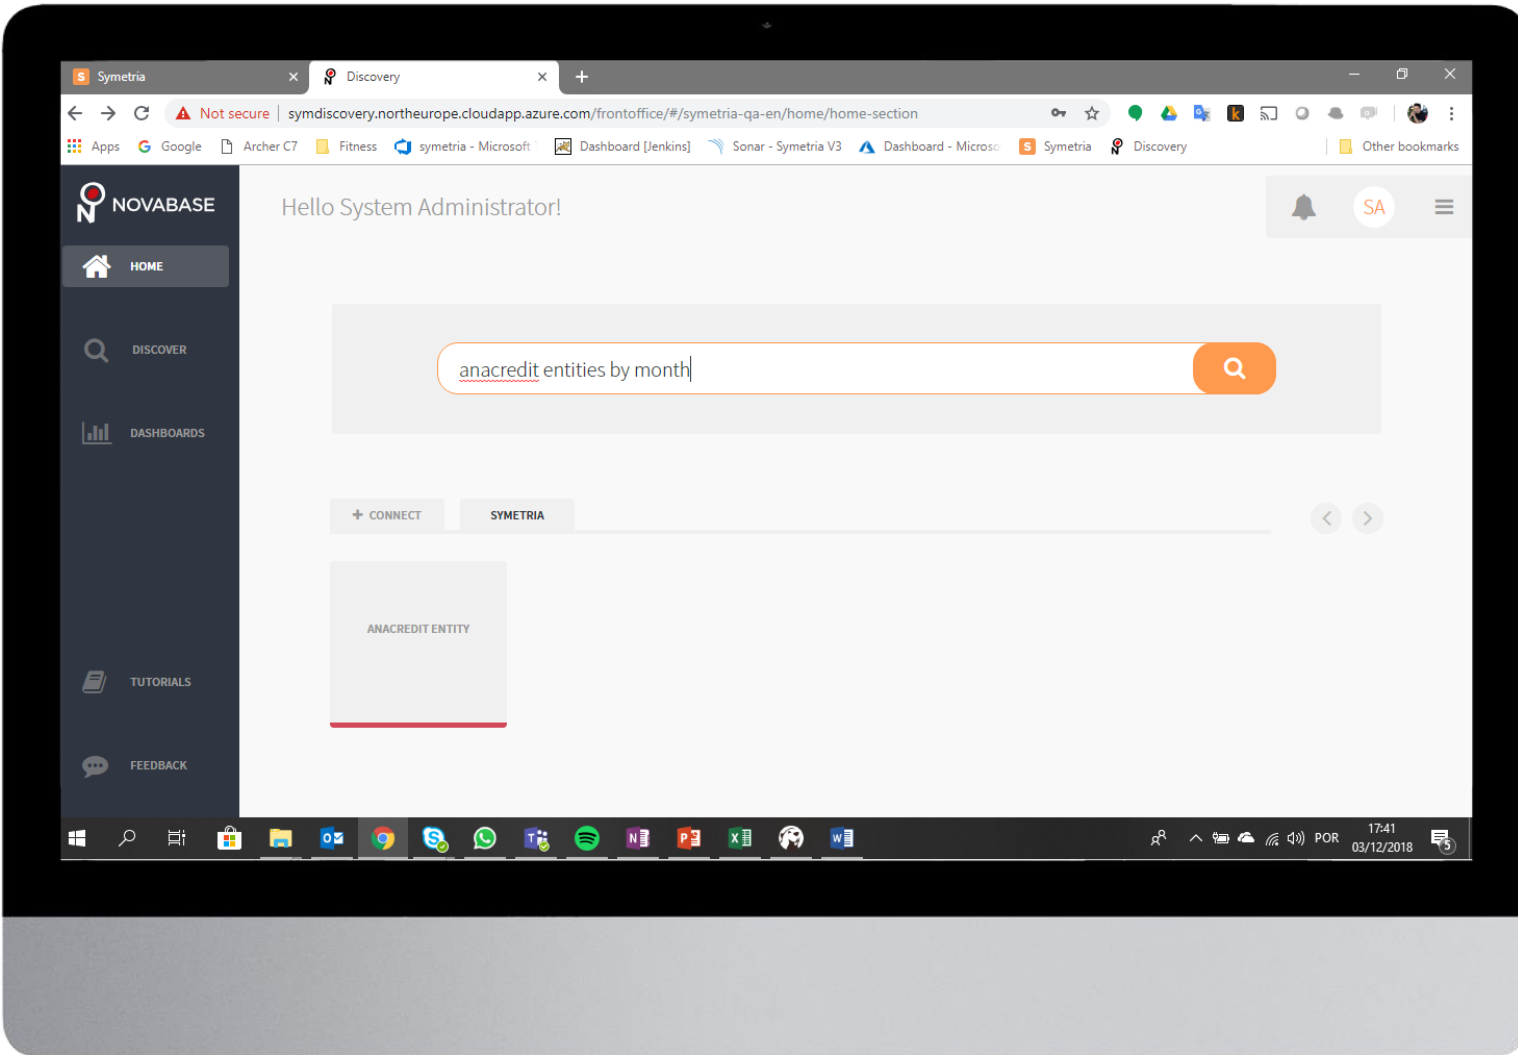 S Symetria
Discovery
Not secure symdiscovery.northeurope.cloudapp.azure.com/frontoffice/#/symetria-qa-en/home/home-section
Apps G Google Archer C7 Fitness symetria - Microsoft Dashboard [Jenkins] Sonar - Symetria V3 Dashboard - Microso S Symetria Discovery Other bookmarks
N NOVABASE
Hello System Administrator!
SA
HOME
DISCOVER
anacredit entities by month
DASHBOARDS
+ CONNECT
SYMETRIA
ANACREDIT ENTITY
TUTORIALS
FEEDBACK
POR
17:41
03/12/2018
5